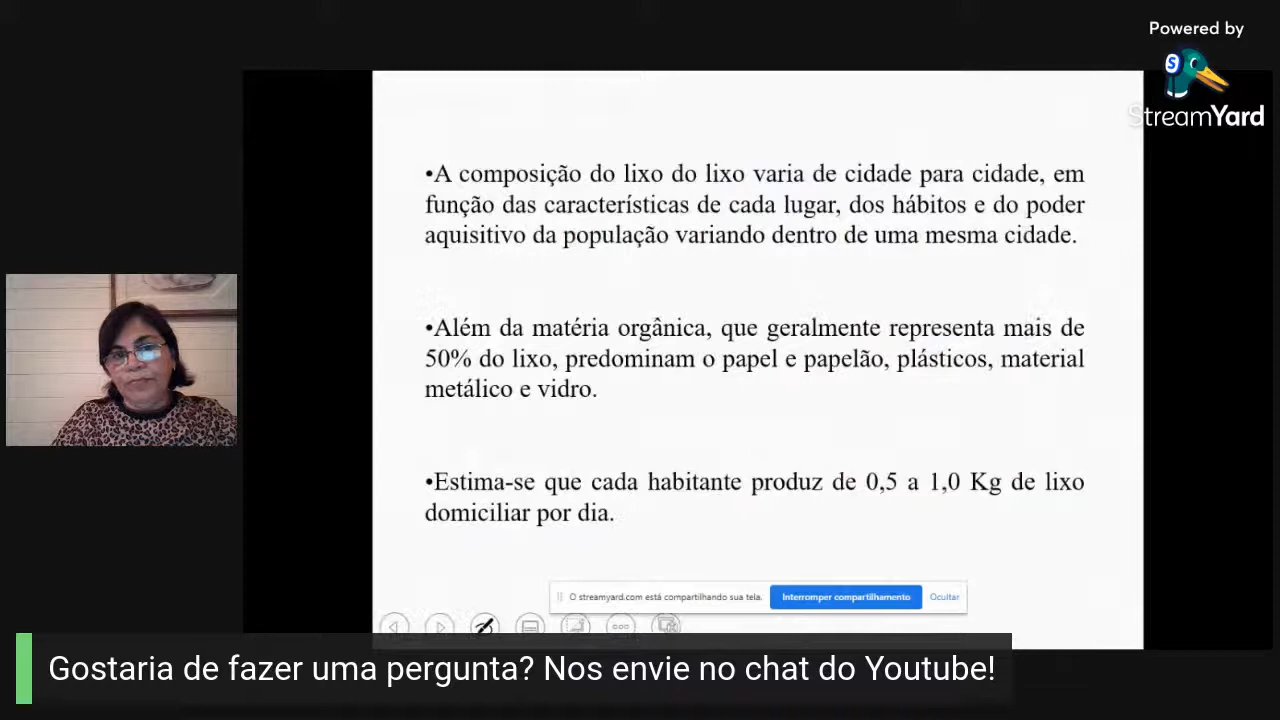 Powered by
StreamYard
•A composição do lixo do lixo varia de cidade para cidade, em
função das características de cada lugar, dos hábitos e do poder
aquisitivo da população variando dentro de uma mesma cidade.
•Além da matéria orgânica, que geralmente representa mais de
50% do lixo, predominam o papel e papelão, plásticos, material
metálico e vidro.
•Estima-se que cada habitante produz de 0,5 a 1,0 Kg de lixo
domiciliar por dia.
O streamyard.com está compartilhando sua tela. Interromper compartilhamento Ocultar
Gostaria de fazer uma pergunta? Nos envie no chat do Youtube!